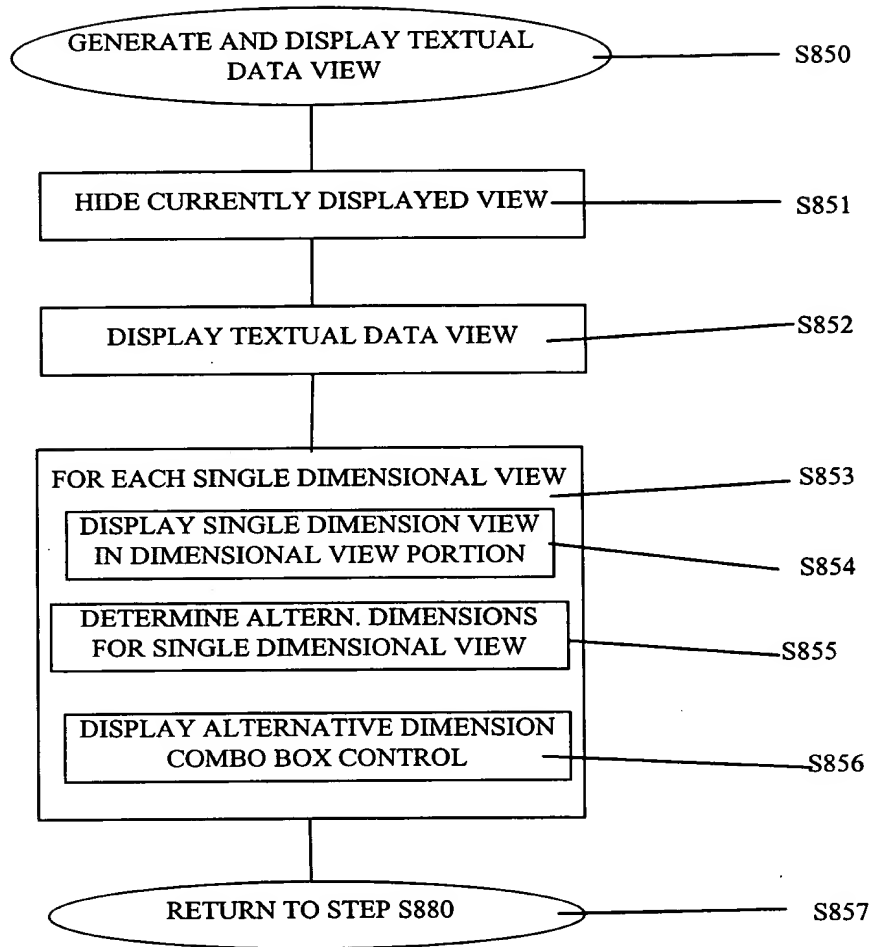 GENERATE AND DISPLAY TEXTUAL
DATA VIEW
S850
HIDE CURRENTLY DISPLAYED VIEW
S851
DISPLAY TEXTUAL DATA VIEW
S852
FOR EACH SINGLE DIMENSIONAL VIEW
S853
DISPLAY SINGLE DIMENSION VIEW
IN DIMENSIONAL VIEW PORTION
S854
DETERMINE ALTERN. DIMENSIONS
FOR SINGLE DIMENSIONAL VIEW
S855
DISPLAY ALTERNATIVE DIMENSION
COMBO BOX CONTROL
S856
RETURN TO STEP S880
S857